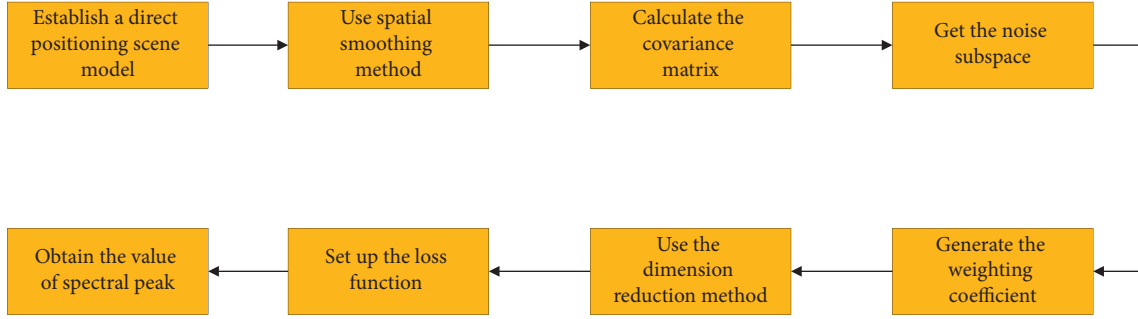 Establish a direct
positioning scene
model
Use spatial
smoothing
method
Calculate the
covariance
matrix
Get the noise
subspace
Generate the
weighting
coefficient
Use the
dimension
reduction method
Set up the loss
function
Obtain the value
of spectral peak